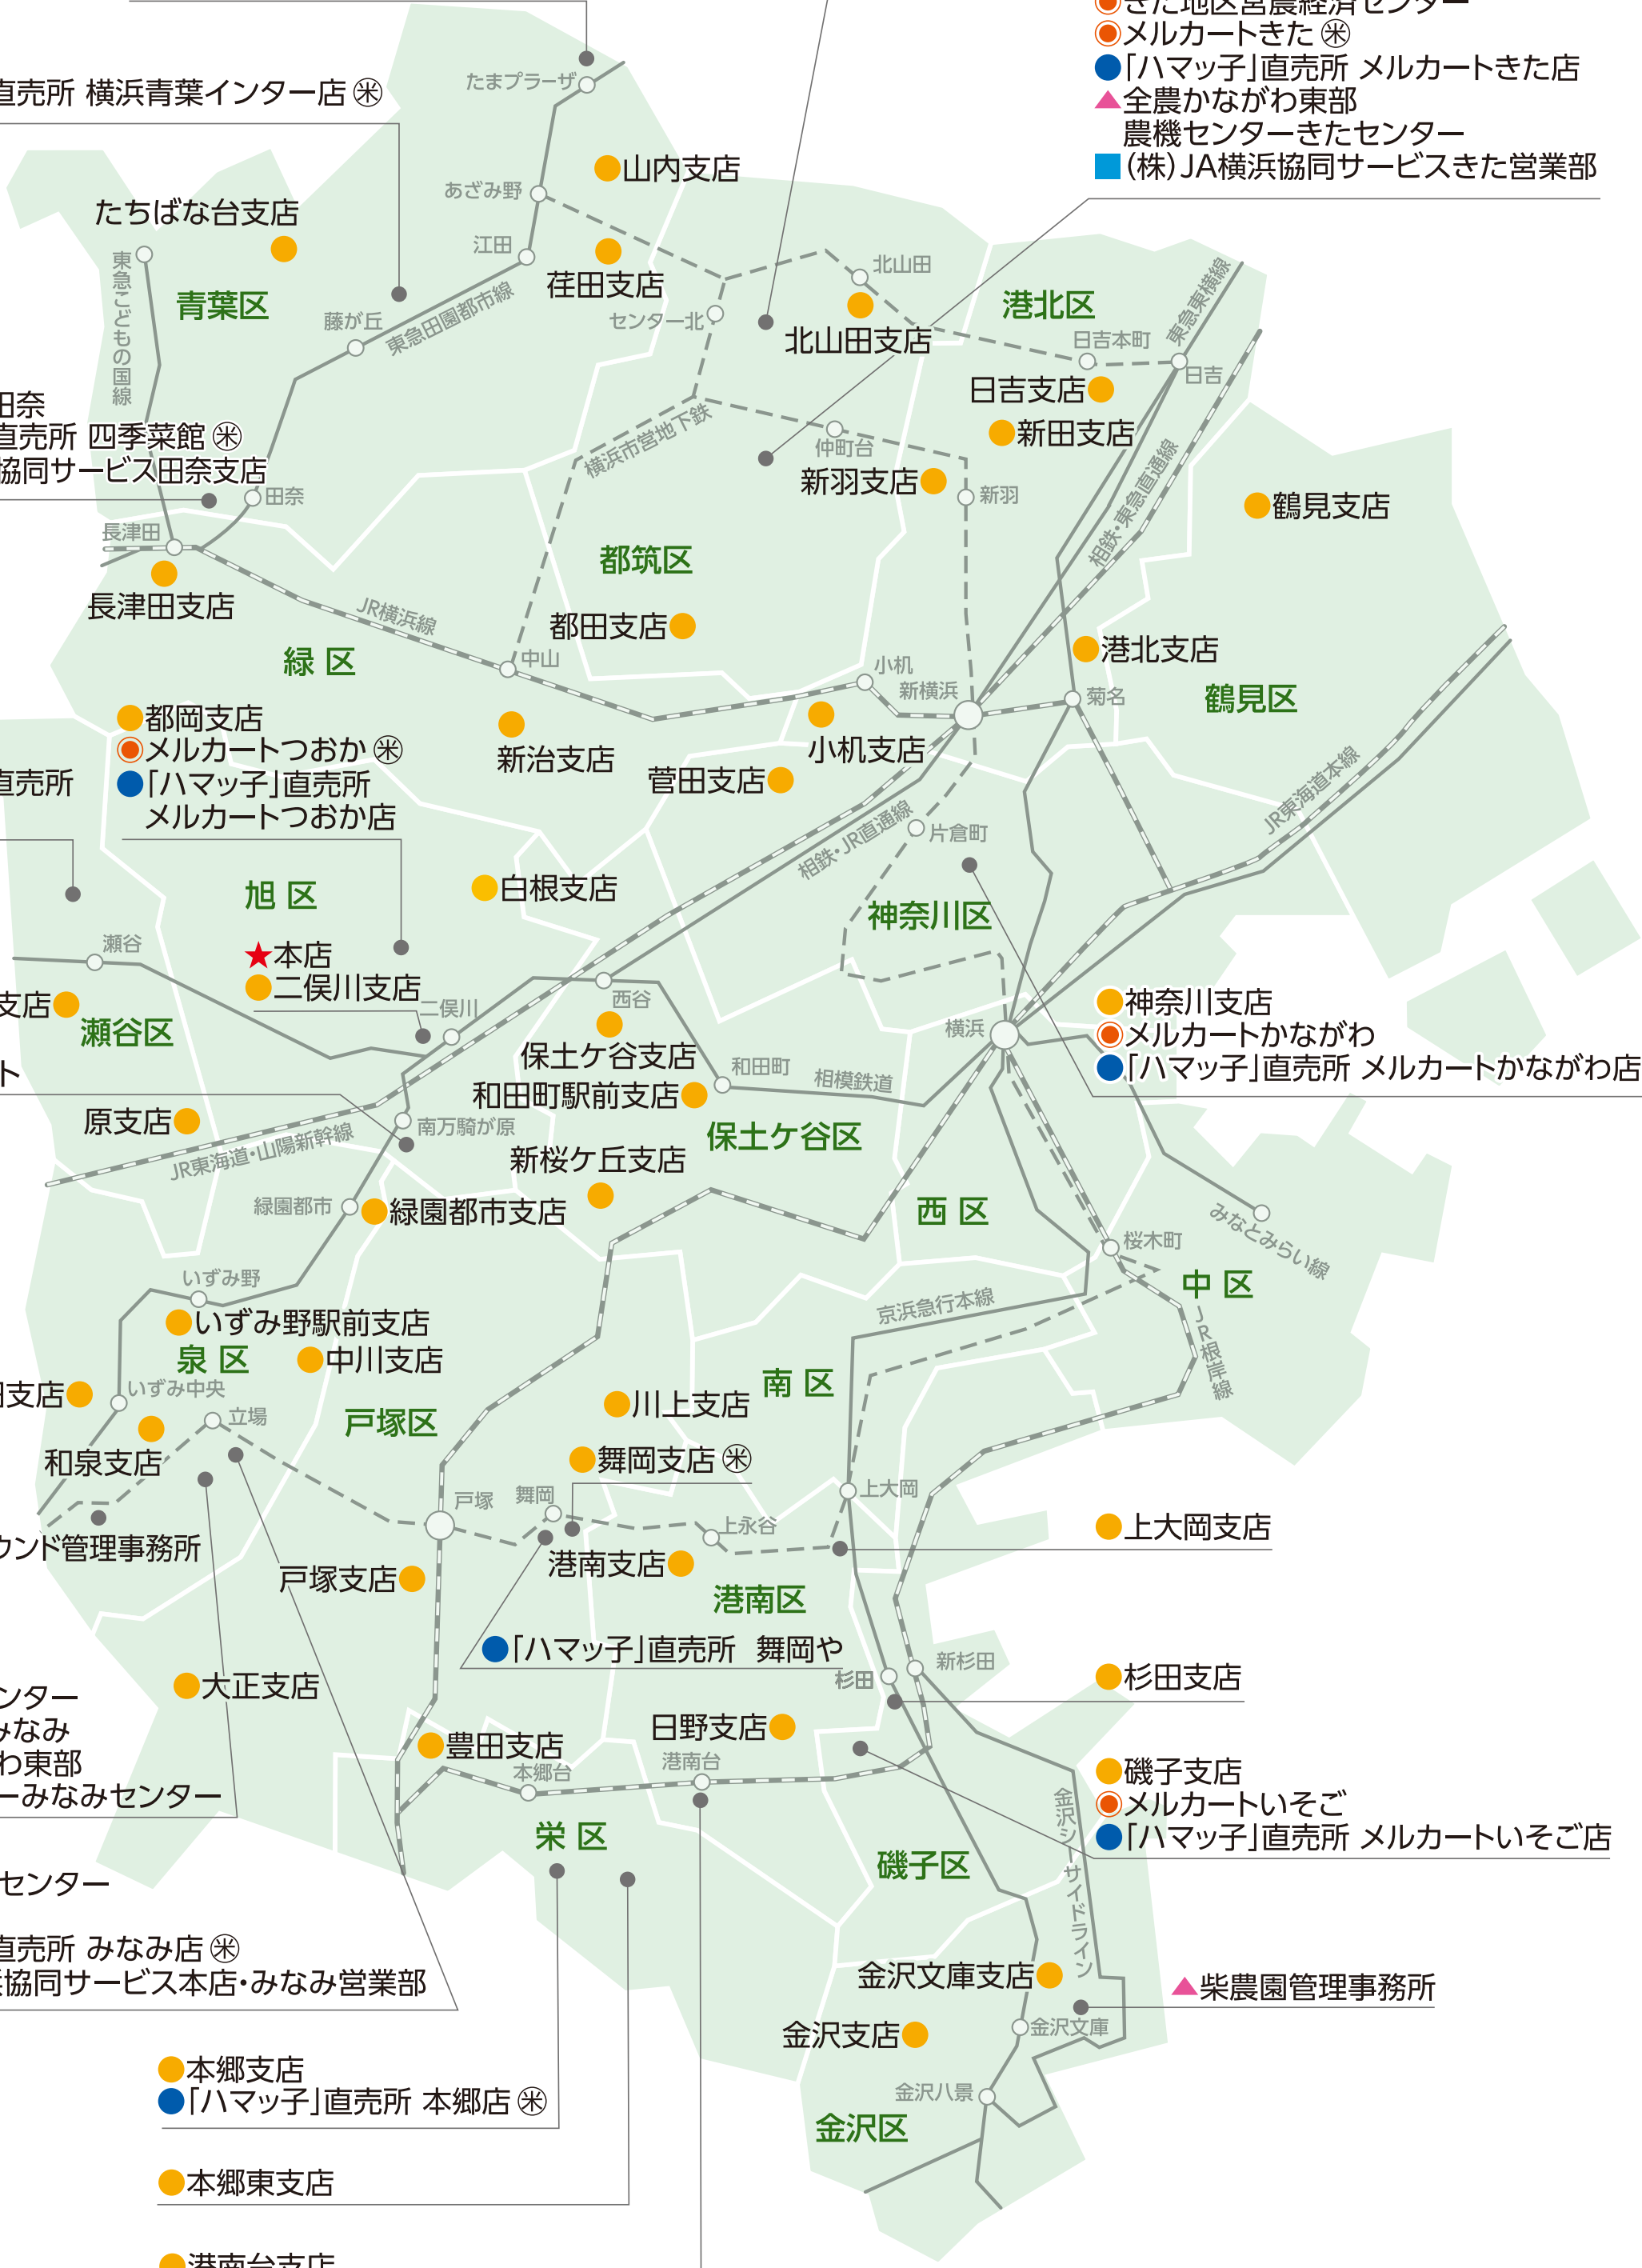 きた地区営農経済センター
メルカートきた ㊍
「ハマッ子」直売所 メルカートきた店
全農かながわ東部
農機センターきたセンター
(株)JA横浜協同サービスきた営業部
たまプラーザ
直売所 横浜青葉インター店 ㊍
山内支店
あざみ野
たちばな台支店
江田
荏田支店
東急こどもの国線
青葉区
藤が丘
東急田園都市線
センター北
北山田
北山田支店
港北区
東急東横線
日吉本町
日吉
日吉支店
田奈
直売所 四季菜館 ㊍
協同サービス田奈支店
横浜市営地下鉄
仲町台
新田支店
新羽支店
新羽
相鉄・東急直通線
鶴見支店
田奈
長津田
長津田支店
都筑区
都田支店
JR横浜線
緑 区
中山
小机
新横浜
港北支店
菊名
鶴見区
都岡支店
メルカートつおか ㊍
「ハマッ子」直売所
メルカートつおか店
直売所
新治支店
小机支店
菅田支店
JR東海道本線
相鉄・JR直通線
片倉町
旭 区
白根支店
神奈川区
瀬谷
本店
二俣川支店
二俣川
支店
瀬谷区
西谷
保土ケ谷支店
和田町
相模鉄道
横浜
神奈川支店
メルカートかながわ
「ハマッ子」直売所 メルカートかながわ店
ト
和田町駅前支店
原支店
南万騎が原
JR東海道・山陽新幹線
保土ケ谷区
新桜ケ丘支店
緑園都市
緑園都市支店
西 区
桜木町
みなとみらい線
中 区
いずみ野
いずみ野駅前支店
京浜急行本線
JR根岸線
泉 区
中川支店
田支店
いずみ中央
立場
和泉支店
戸塚区
南 区
川上支店
舞岡支店 ㊍
戸塚
舞岡
上大岡
上永谷
上大岡支店
ウンド管理事務所
戸塚支店
港南支店
港南区
「ハマッ子」直売所 舞岡や
杉田
新杉田
杉田支店
大正支店
ンター
みなみ
わ東部
ーみなみセンター
豊田支店
日野支店
本郷台
港南台
磯子支店
メルカートいそご
「ハマッ子」直売所 メルカートいそご店
金沢シーサイドライン
栄 区
磯子区
センター
直売所 みなみ店 ㊍
協同サービス本店・みなみ営業部
金沢文庫支店
柴農園管理事務所
金沢支店
金沢文庫
本郷支店
「ハマッ子」直売所 本郷店 ㊍
金沢八景
金沢区
本郷東支店
港南台支店